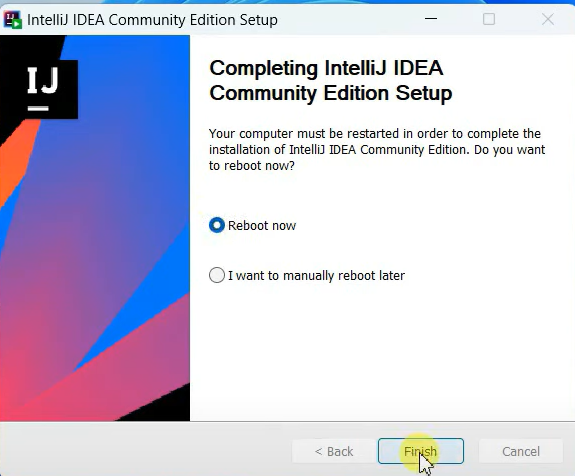 IntelliJ IDEA Community Edition Setup
IJ
Completing IntelliJ IDEA
Community Edition Setup
Your computer must be restarted in order to complete the
installation of IntelliJ IDEA Community Edition. Do you want
to reboot now?
Reboot now
I want to manually reboot later
< Back
Finish
Cancel